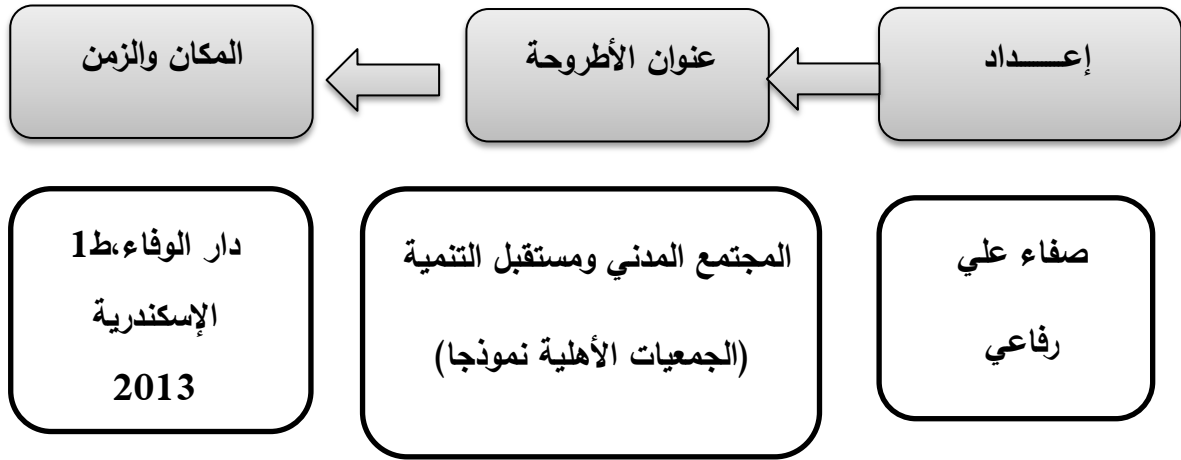 إعـــــداد
عنوان الأطروحة
المكان والزمن
صفاء علي
رفاعي
المجتمع المدني ومستقبل التنمية
(الجمعيات الأهلية نموذجا)
دار الوفاء،ط1
الإسكندرية
2013